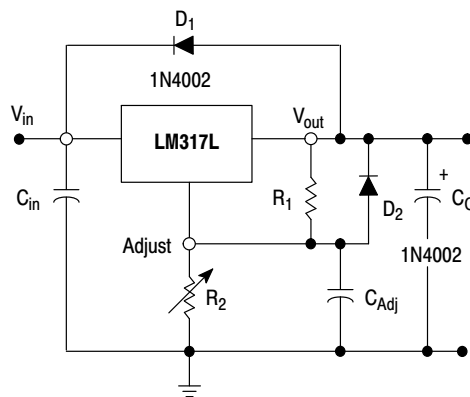 D1
1N4002
Vin
LM317L
Vout
Cin
R1
D2
+
CO
Adjust
1N4002
R2
CAdj